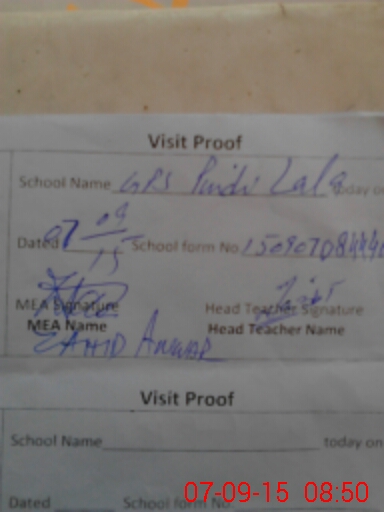 Visit Proof
School Name GPS Pindi Lala today on
Dated 07-09-15 School form No. 150907084490
MEA Signature Head Teacher Signature
MEA Name Head Teacher Name
ZAHID ANWAR
Visit Proof
School Name today on
Dated School form No.
07-09-15 08:50